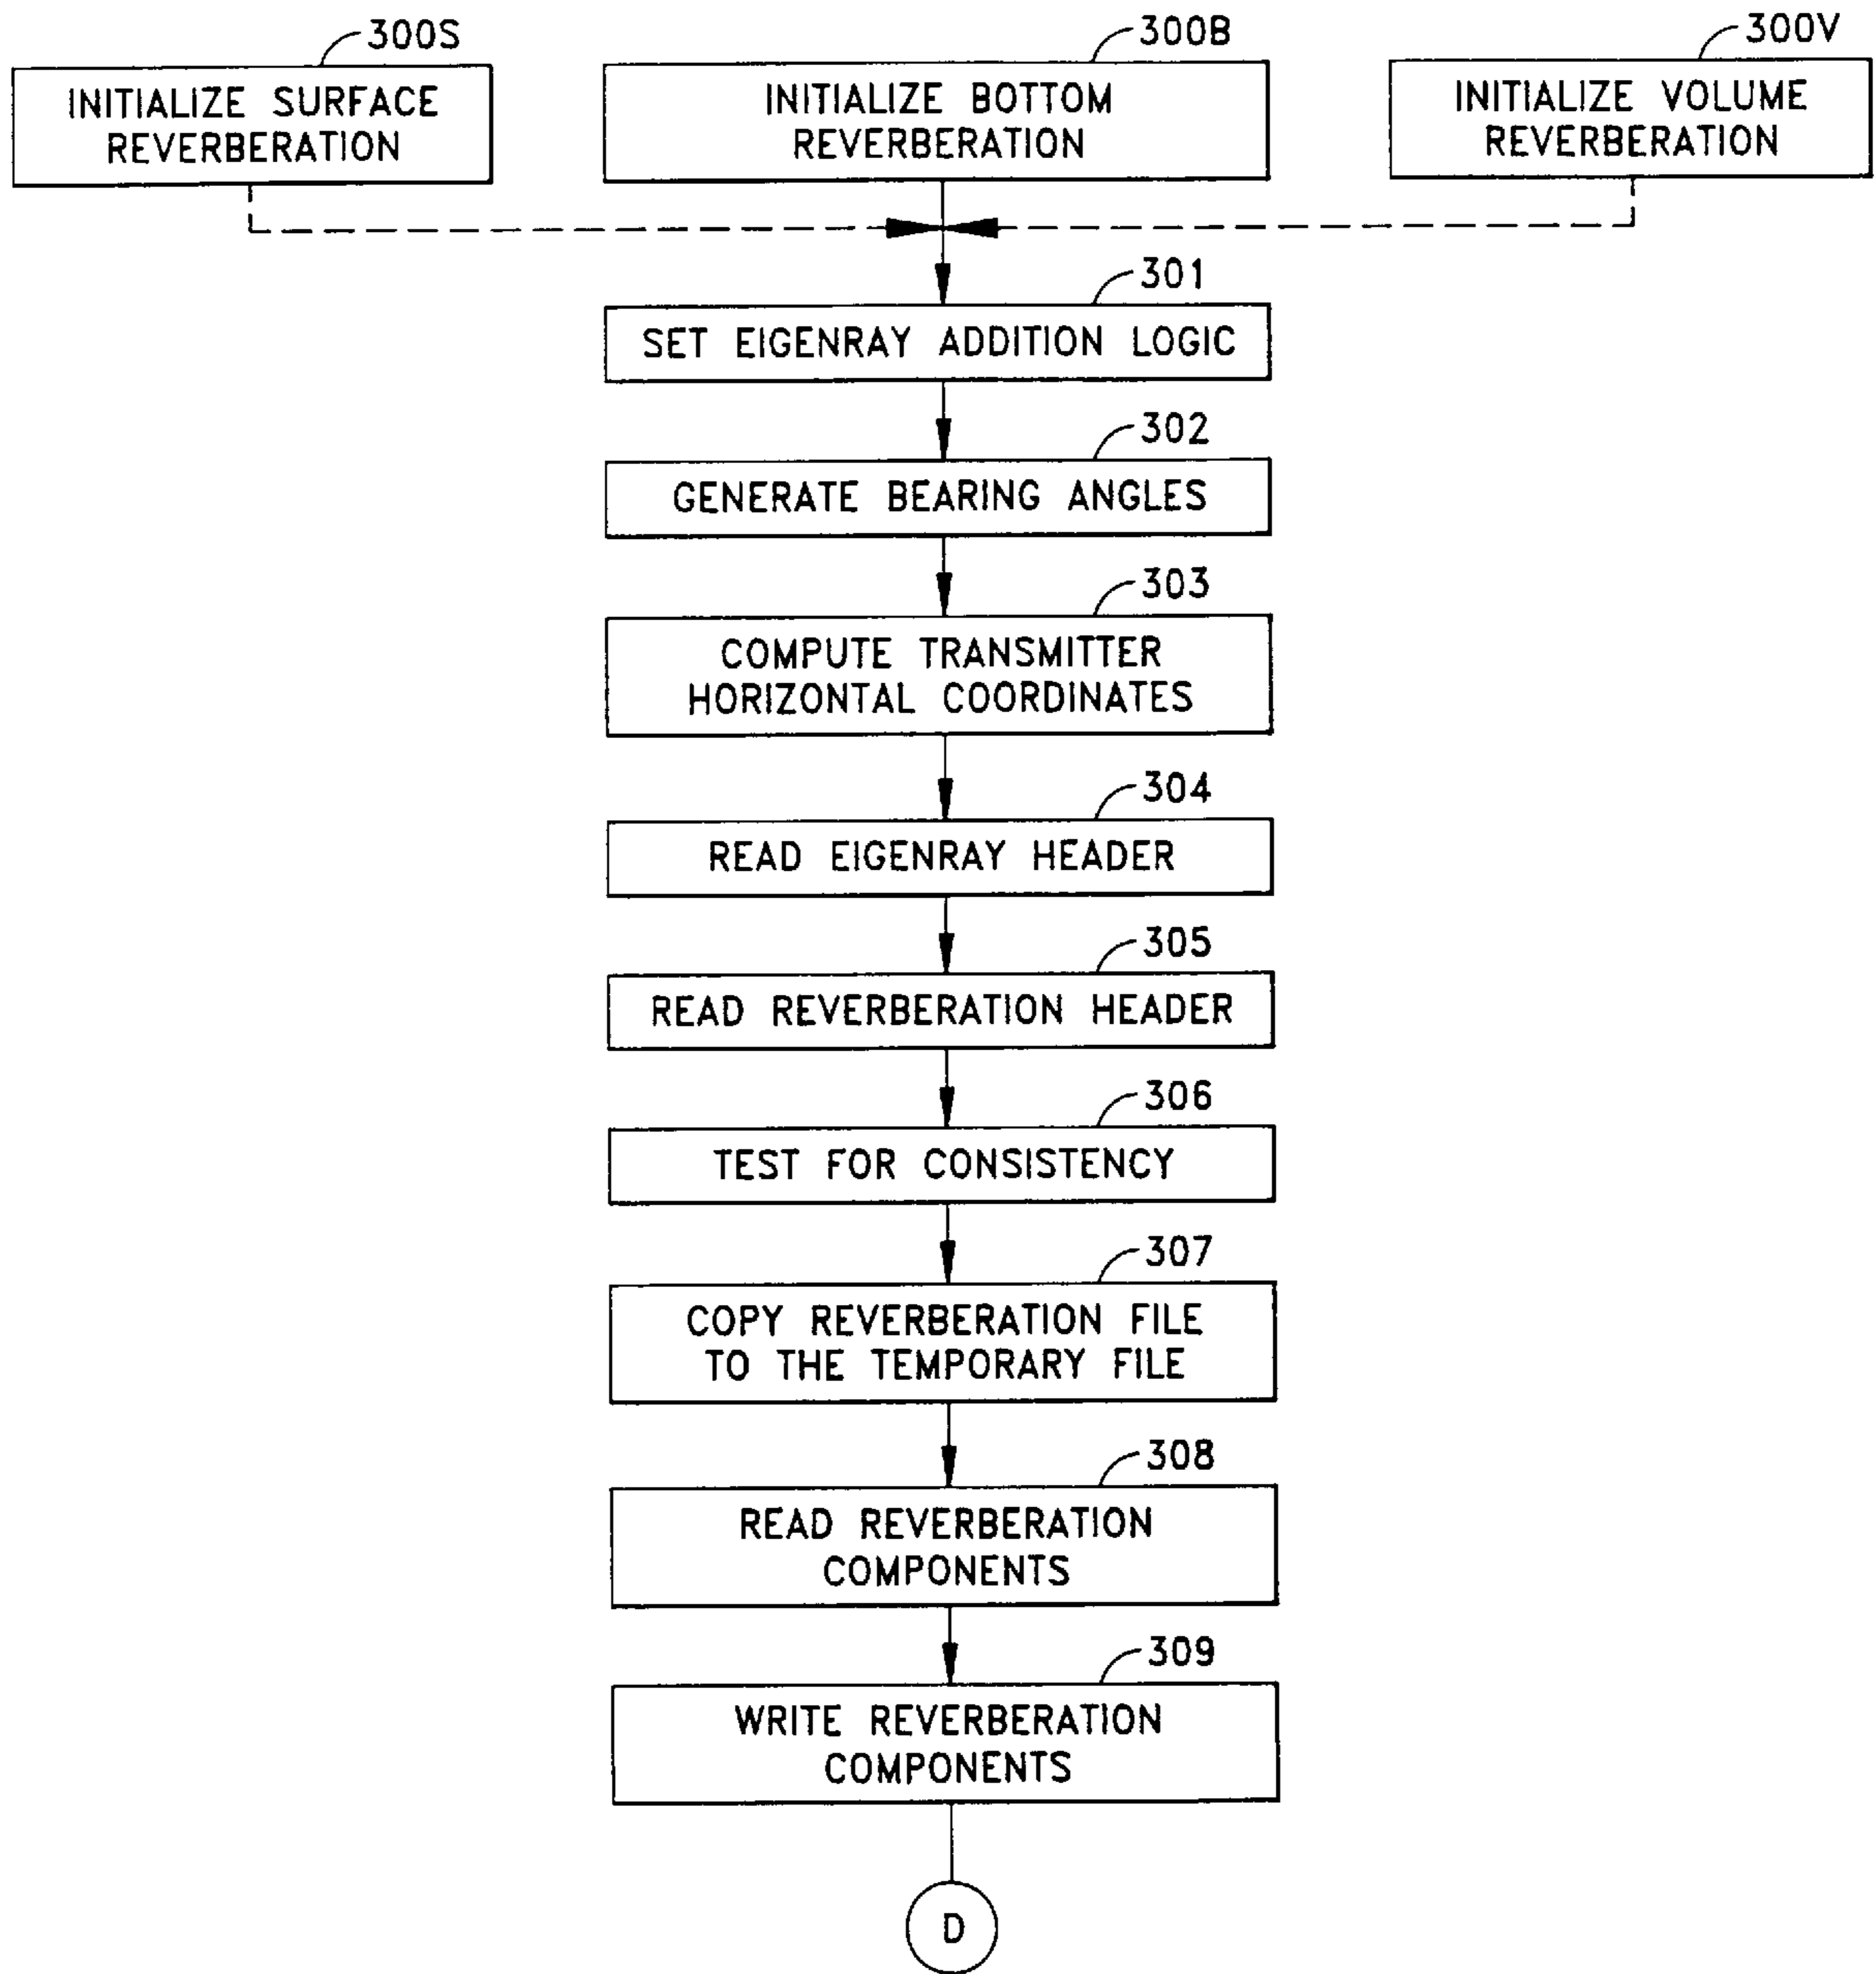 300S
INITIALIZE SURFACE
REVERBERATION
300B
INITIALIZE BOTTOM
REVERBERATION
300V
INITIALIZE VOLUME
REVERBERATION
301
SET EIGENRAY ADDITION LOGIC
302
GENERATE BEARING ANGLES
303
COMPUTE TRANSMITTER
HORIZONTAL COORDINATES
304
READ EIGENRAY HEADER
305
READ REVERBERATION HEADER
306
TEST FOR CONSISTENCY
307
COPY REVERBERATION FILE
TO THE TEMPORARY FILE
308
READ REVERBERATION
COMPONENTS
309
WRITE REVERBERATION
COMPONENTS
D